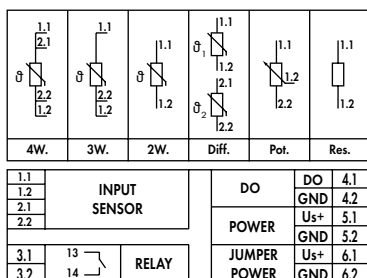 1.1
2.1
ϑ
2.2
1.2
1.1
ϑ
2.2
1.2
1.1
ϑ
1.2
1.1
ϑ1
1.2
2.1
ϑ2
2.2
1.1
1.2
2.2
1.1
1.2
4W. 3W. 2W. Diff. Pot. Res.
1.1
1.2
2.1
2.2
INPUT
SENSOR
DO
DO 4.1
GND 4.2
POWER
Us+ 5.1
GND 5.2
3.1 13
3.2 14
RELAY
JUMPER
POWER
Us+ 6.1
GND 6.2